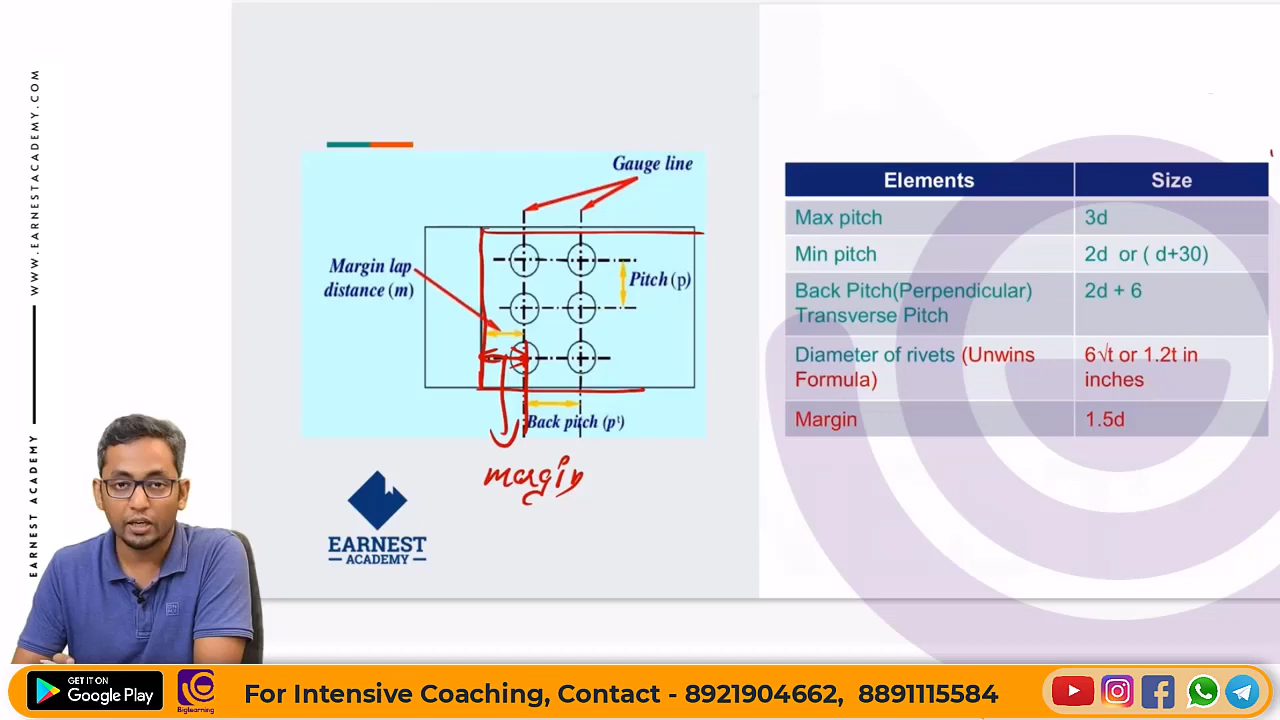 WWW.EARNESTACADEMY.COM
EARNEST ACADEMY
Gauge line
Margin lap
distance (m)
Pitch (p)
Back pitch (p¹)
margin
EARNEST
ACADEMY
Elements Size
Max pitch 3d
Min pitch 2d or ( d+30)
Back Pitch(Perpendicular) 2d + 6
Transverse Pitch
Diameter of rivets (Unwins 6√t or 1.2t in
Formula) inches
Margin 1.5d
GET IT ON
Google Play
Biglearning
For Intensive Coaching, Contact - 8921904662, 8891115584